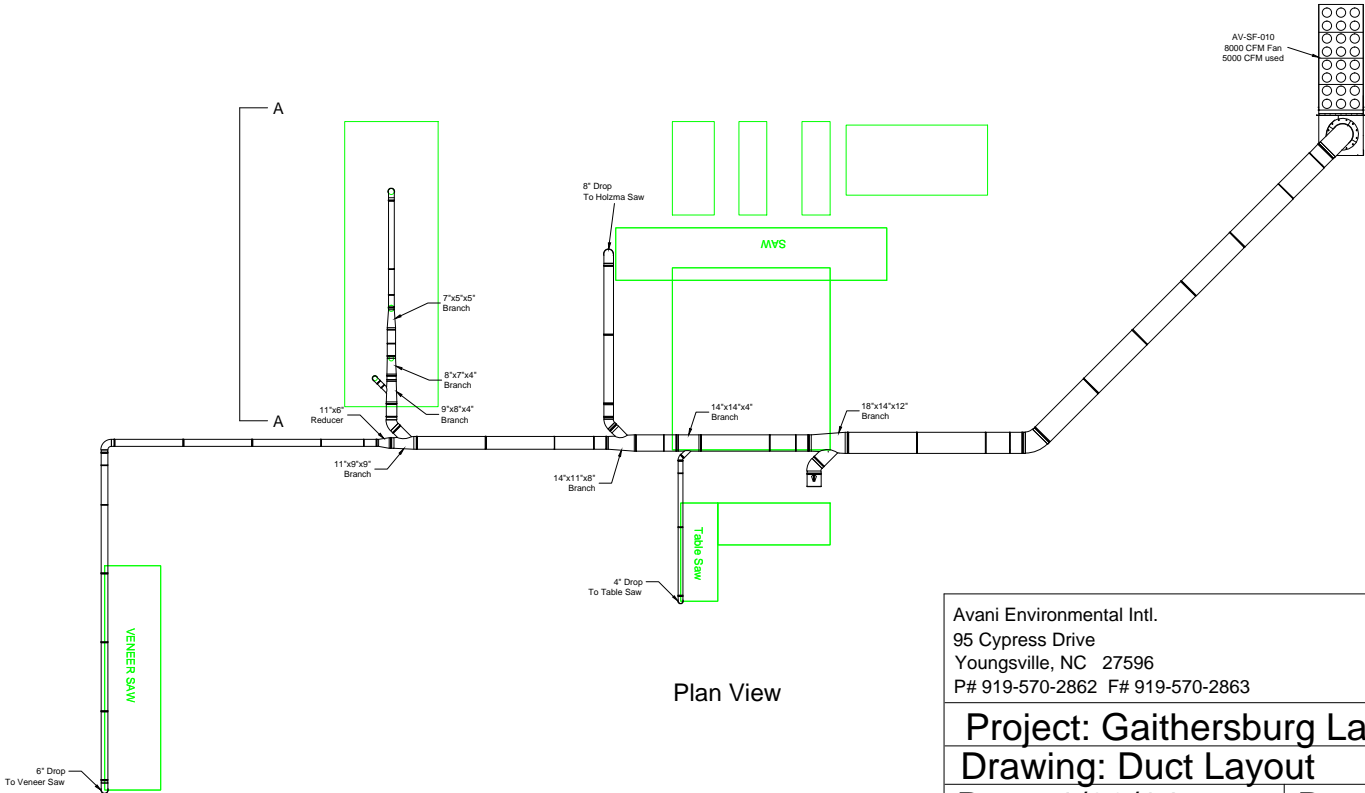 AV-SF-010
8000 CFM Fan
5000 CFM used
A
8" Drop
To Holzma Saw
SAW
7"x5"x5"
Branch
8"x7"x4"
Branch
9"x8"x4"
Branch
A
11"x6"
Reducer
14"x14"x4"
Branch
18"x14"x12"
Branch
11"x9"x9"
Branch
14"x11"x8"
Branch
Table Saw
4" Drop
To Table Saw
VENEER SAW
6" Drop
To Veneer Saw
Plan View
Avani Environmental Intl.
95 Cypress Drive
Youngsville, NC 27596
P# 919-570-2862 F# 919-570-2863
Project: Gaithersburg La
Drawing: Duct Layout